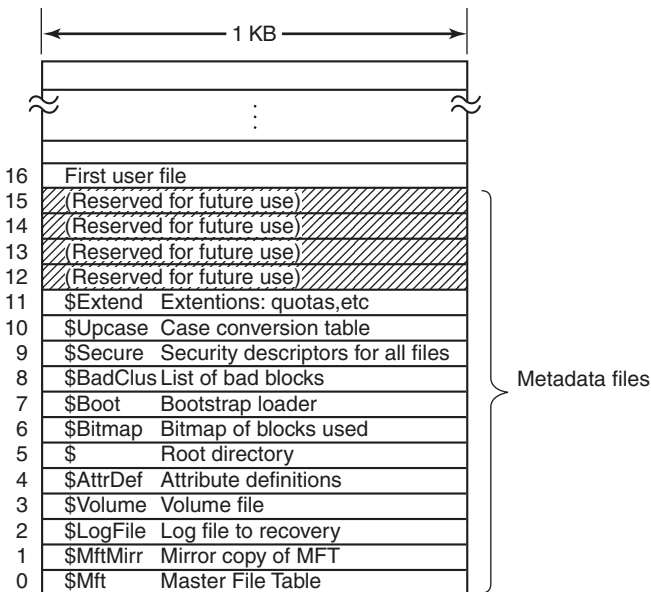 1 KB
16 First user file
15 (Reserved for future use)
14 (Reserved for future use)
13 (Reserved for future use)
12 (Reserved for future use)
11 $Extend Extentions: quotas,etc
10 $Upcase Case conversion table
9 $Secure Security descriptors for all files
8 $BadClus List of bad blocks
7 $Boot Bootstrap loader
6 $Bitmap Bitmap of blocks used
5 $ Root directory
4 $AttrDef Attribute definitions
3 $Volume Volume file
2 $LogFile Log file to recovery
1 $MftMirr Mirror copy of MFT
0 $Mft Master File Table
Metadata files